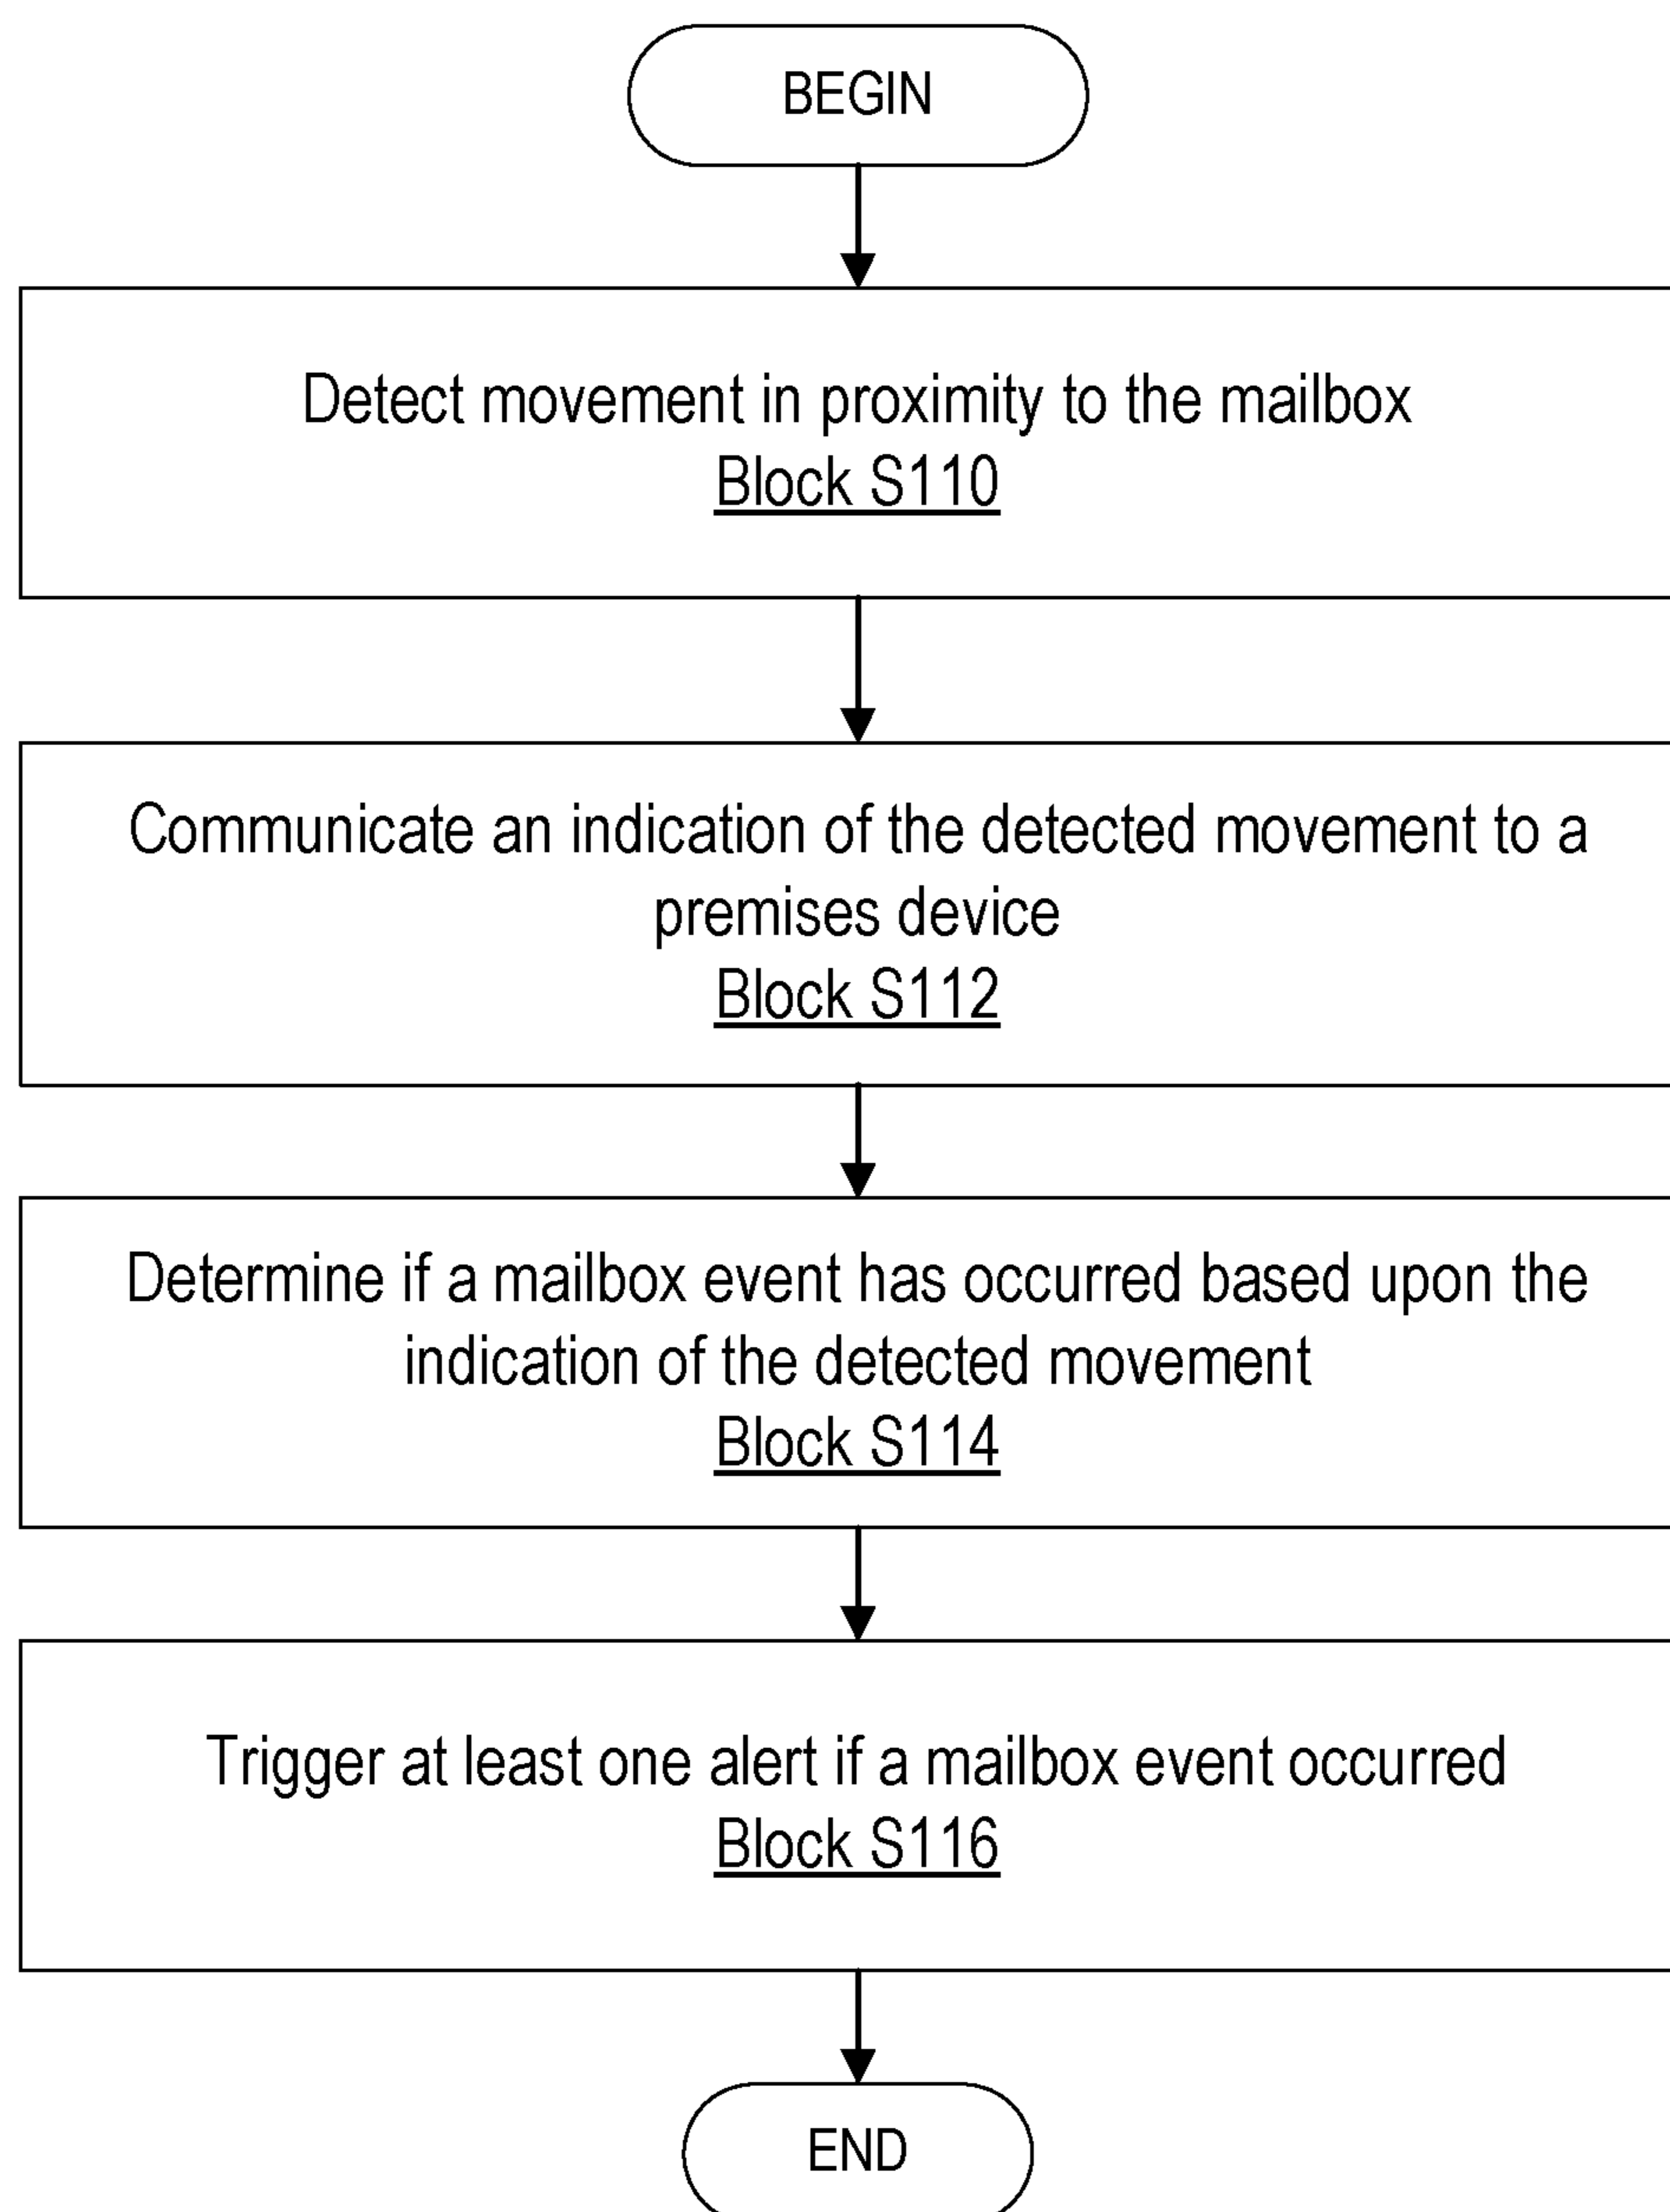 BEGIN
Detect movement in proximity to the mailbox
Block S110
Communicate an indication of the detected movement to a
premises device
Block S112
Determine if a mailbox event has occurred based upon the
indication of the detected movement
Block S114
Trigger at least one alert if a mailbox event occurred
Block S116
END